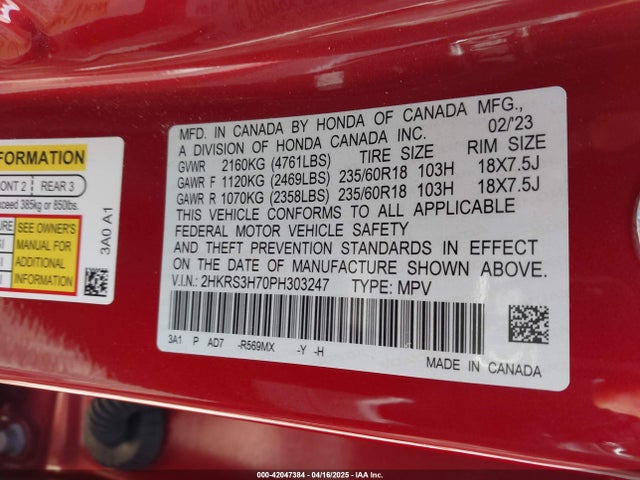 FORMATION
ONT 2 REAR 3
xceed 385kg or 850lbs.
URE SEE OWNER'S
SI MANUAL FOR
SI ADDITIONAL
INFORMATION
3A0 A1
MFD. IN CANADA BY HONDA OF CANADA MFG.,
A DIVISION OF HONDA CANADA INC. 02/'23
GVWR 2160KG (4761LBS) TIRE SIZE RIM SIZE
GAWR F 1120KG (2469LBS) 235/60R18 103H 18X7.5J
GAWR R 1070KG (2358LBS) 235/60R18 103H 18X7.5J
THIS VEHICLE CONFORMS TO ALL APPLICABLE
FEDERAL MOTOR VEHICLE SAFETY
AND THEFT PREVENTION STANDARDS IN EFFECT
ON THE DATE OF MANUFACTURE SHOWN ABOVE.
V.I.N.: 2HKRS3H70PH303247 TYPE: MPV
3A1 P AD7 -R569MX -Y -H
MADE IN CANADA
000-42047384 - 04/16/2025 - IAA Inc.